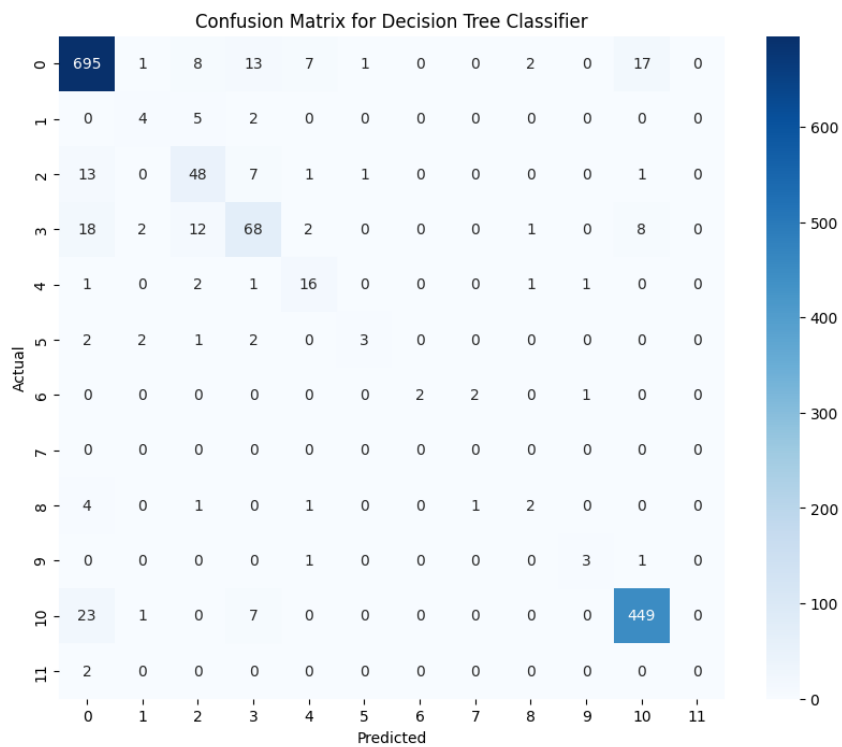 Confusion Matrix for Decision Tree Classifier
0 695 1 8 13 7 1 0 0 2 0 17 0
1 0 4 5 2 0 0 0 0 0 0 0 0
2 13 0 48 7 1 1 0 0 0 0 1 0
3 18 2 12 68 2 0 0 0 1 0 8 0
4 1 0 2 1 16 0 0 0 1 1 0 0
5 2 2 1 2 0 3 0 0 0 0 0 0
6 0 0 0 0 0 0 2 2 0 1 0 0
7 0 0 0 0 0 0 0 0 0 0 0 0
8 4 0 1 0 1 0 0 1 2 0 0 0
9 0 0 0 0 1 0 0 0 0 3 1 0
10 23 1 0 7 0 0 0 0 0 0 449 0
11 2 0 0 0 0 0 0 0 0 0 0 0
0 1 2 3 4 5 6 7 8 9 10 11
Predicted
Actual
600
500
400
300
200
100
0